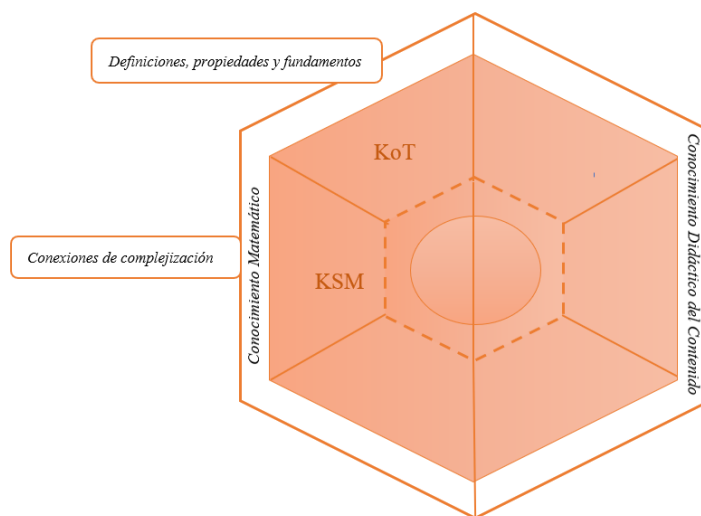 Definiciones, propiedades y fundamentos
KoT
Conexiones de complejización
KSM
Conocimiento Matemático
Conocimiento Didáctico del Contenido